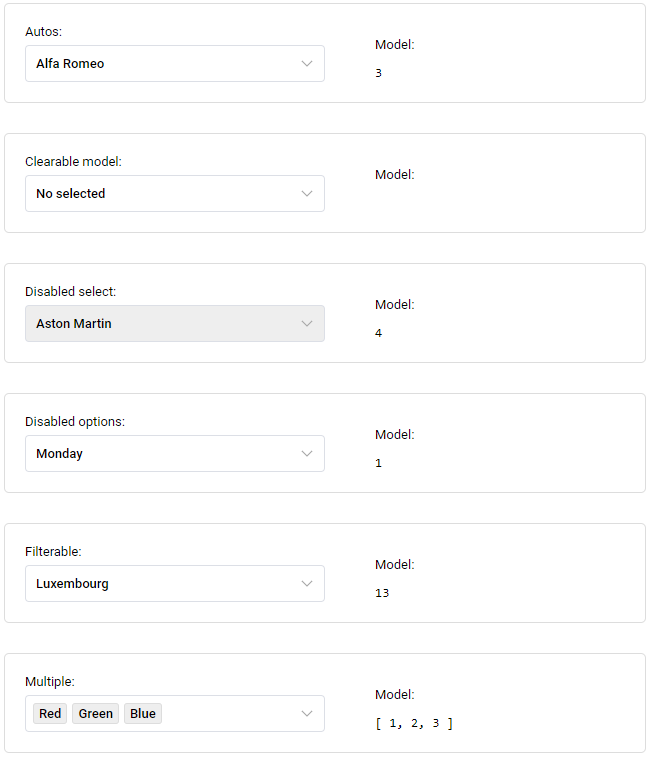 Autos:
Alfa Romeo
Model:
3
Clearable model:
No selected
Model:
Disabled select:
Aston Martin
Model:
4
Disabled options:
Monday
Model:
1
Filterable:
Luxembourg
Model:
13
Multiple:
Red Green Blue
Model:
[ 1, 2, 3 ]